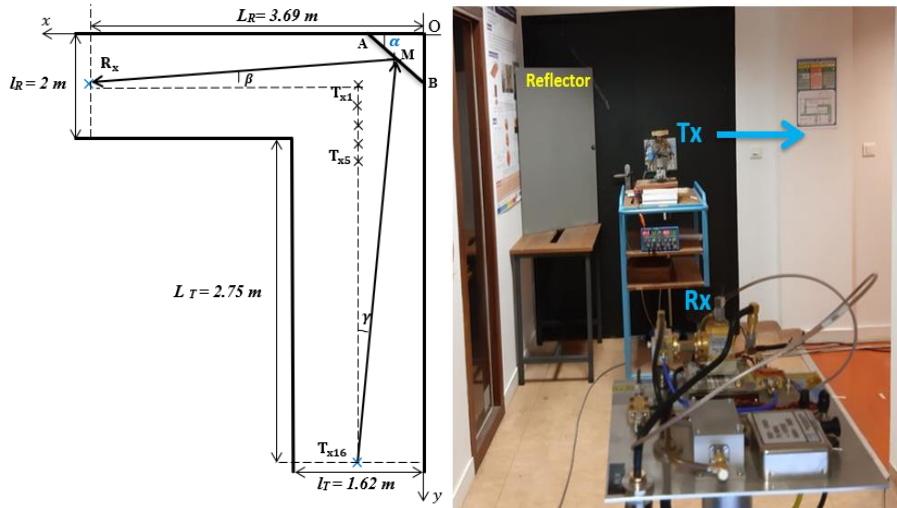 x
L_R = 3.69 m
O
A
α
M
B
R_x
β
T_x1
T_x5
l_R = 2 m
L_T = 2.75 m
γ
T_x16
l_T = 1.62 m
y
Reflector
Tx
Rx